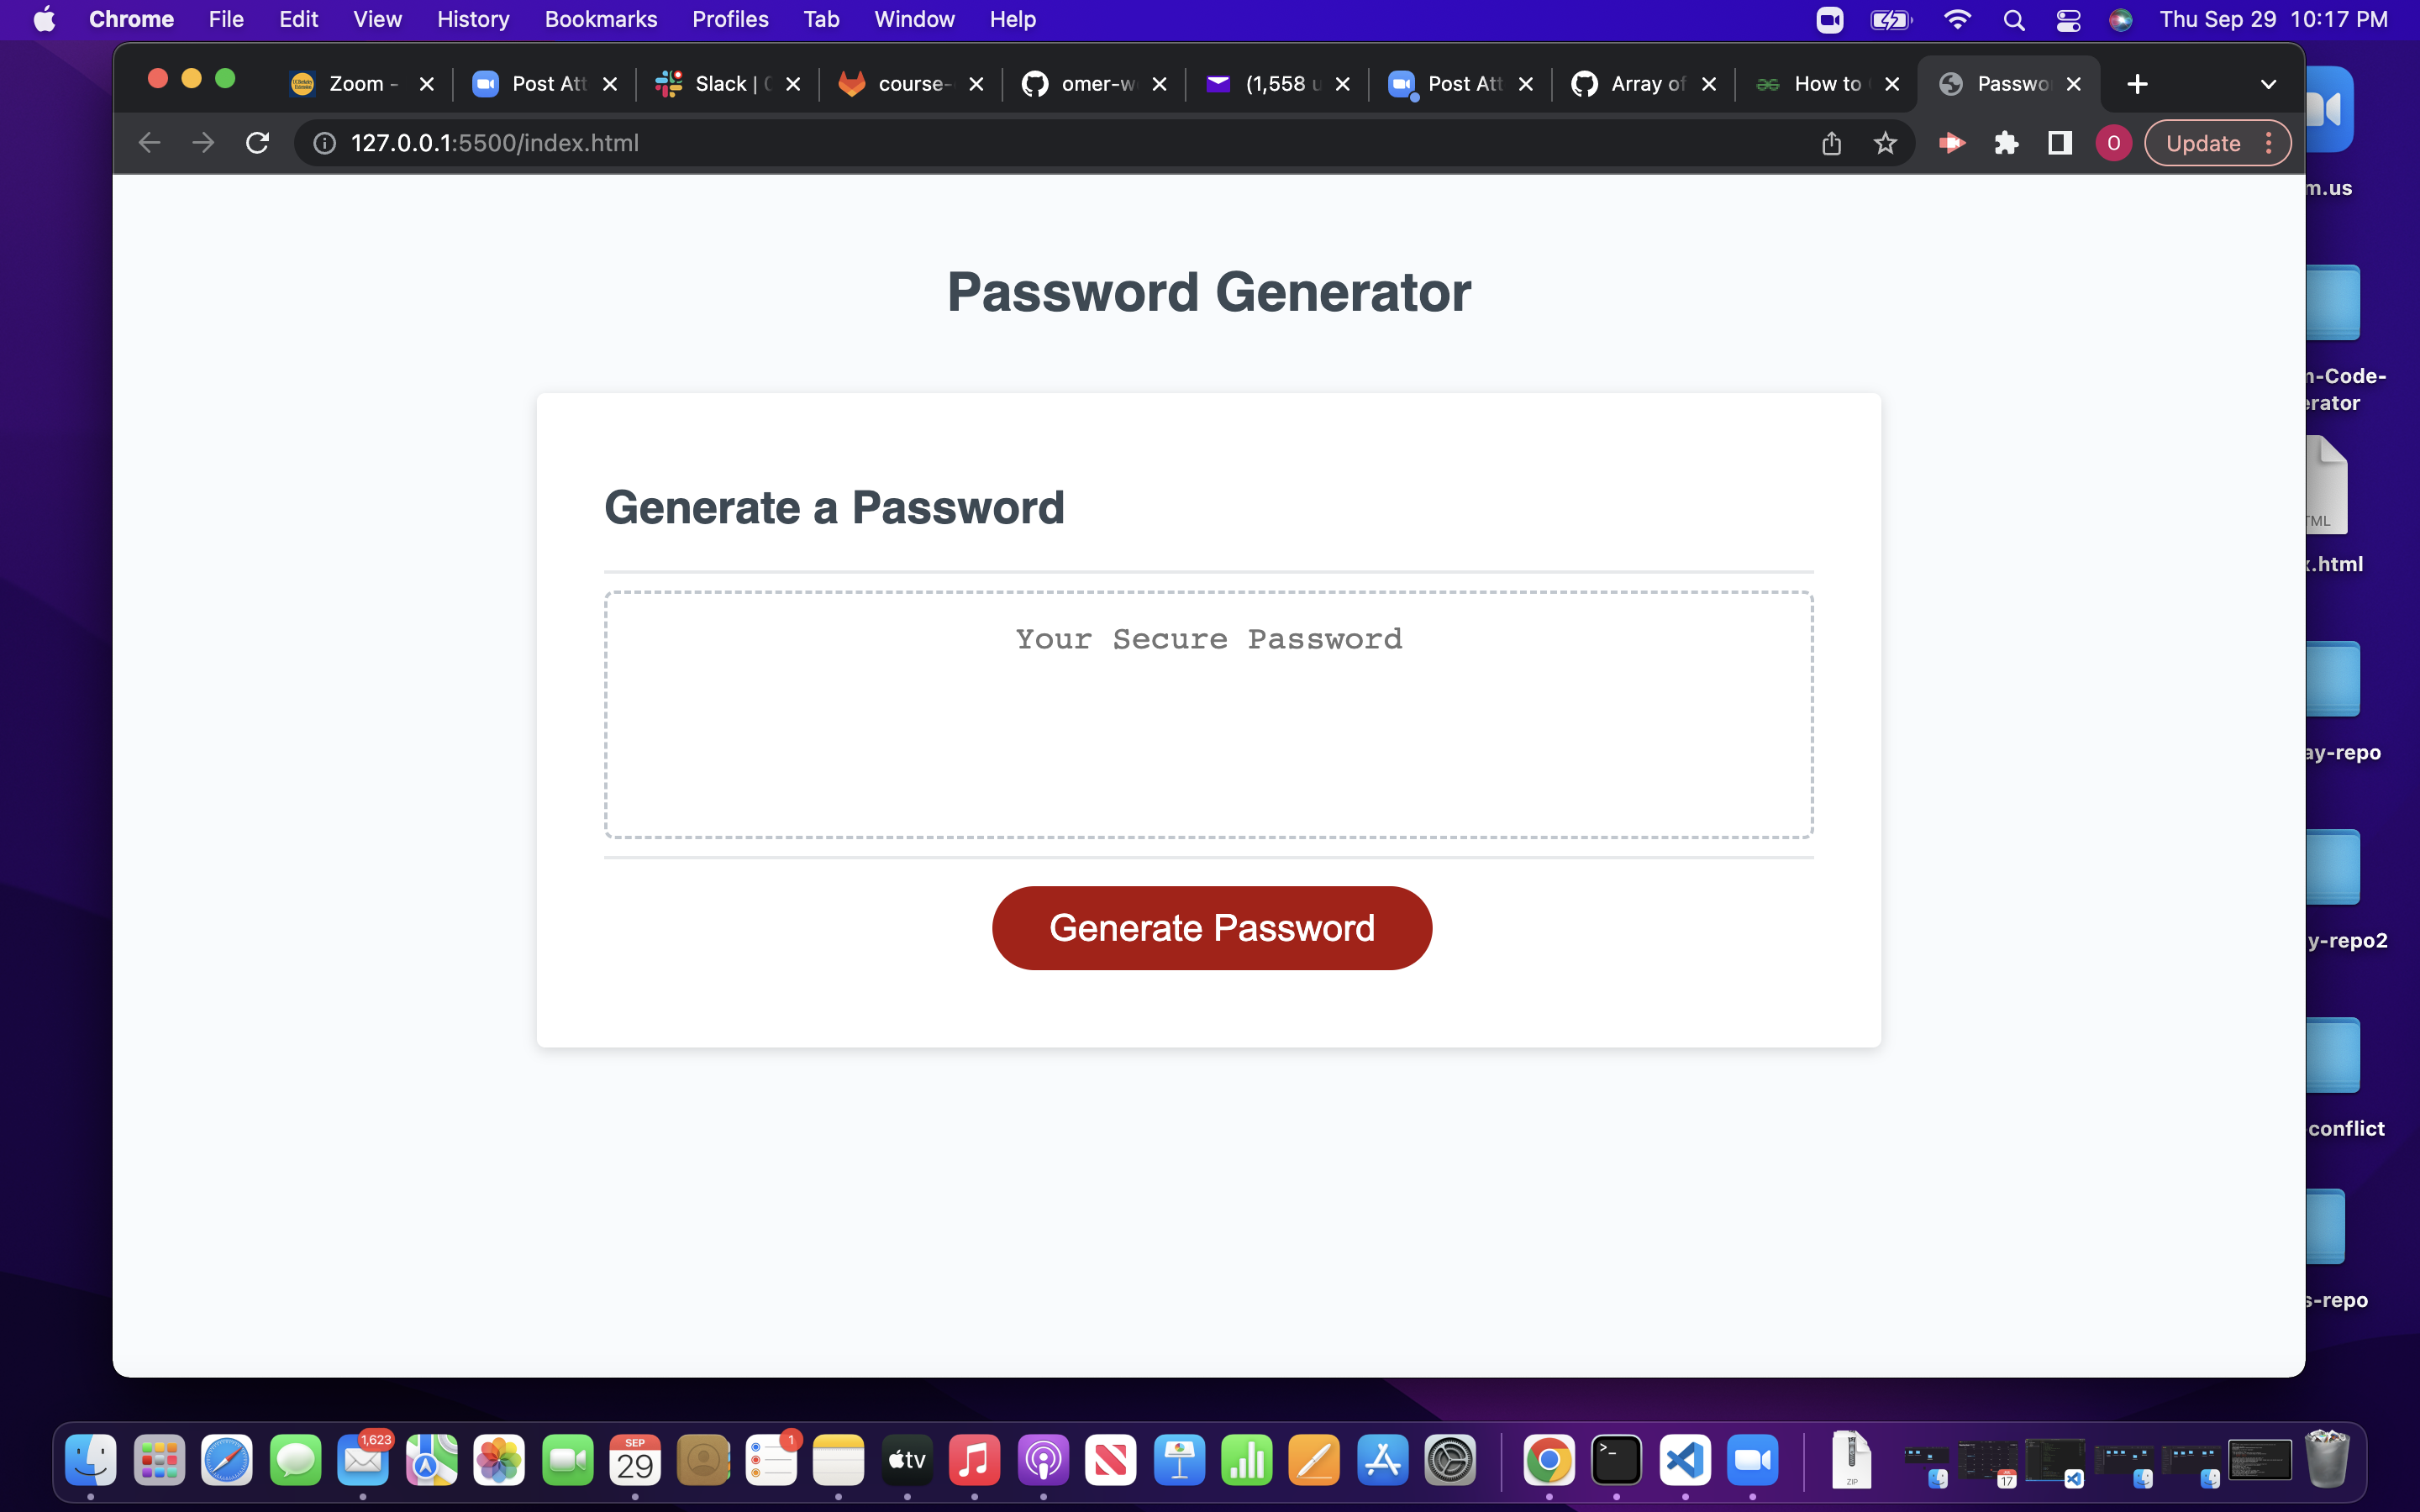 Chrome File Edit View History Bookmarks Profiles Tab Window Help Thu Sep 29 10:17 PM
Zoom - Post Att Slack | course- omer-w (1,558 u Post Att Array of How to Passwo
127.0.0.1:5500/index.html O Update
m.us
Password Generator
n-Code-
erator
Generate a Password
TML
.html
Your Secure Password
ay-repo
Generate Password
y-repo2
conflict
s-repo
1,623 SEP 29 1 tv >_ ZIP 17